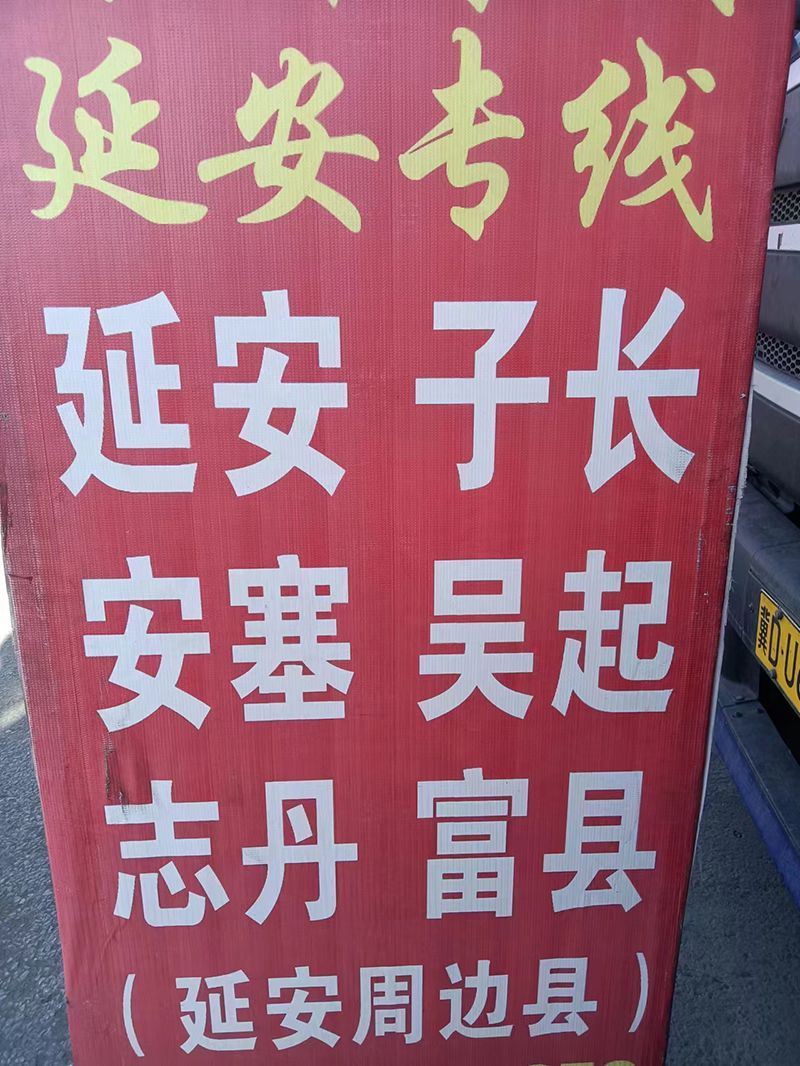 延安专线
延安 子长
安塞 吴起
志丹 富县
(延安周边县)